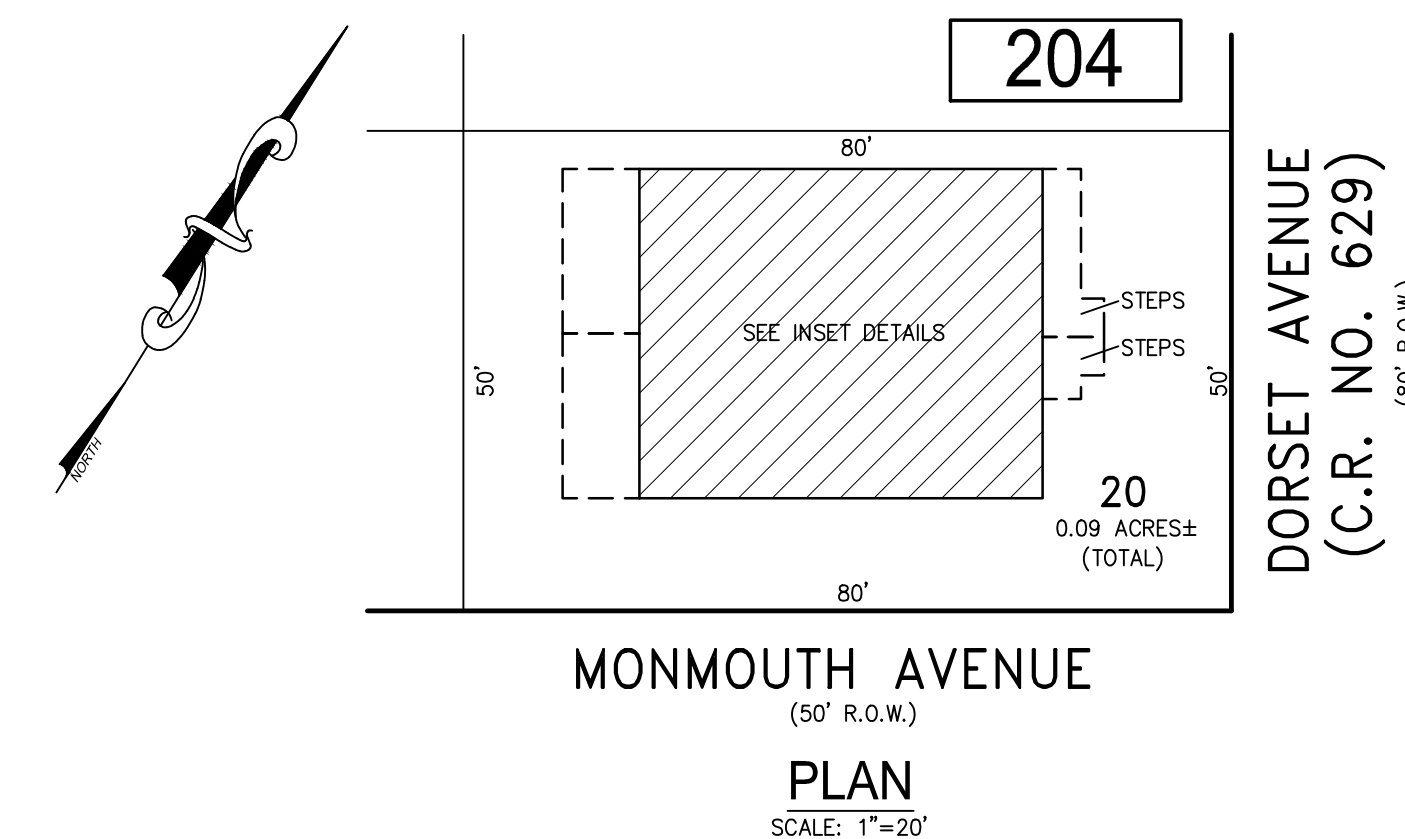 204
80'
STEPS
SEE INSET DETAILS
STEPS
50'
50'
NORTH
20
0.09 ACRES±
(TOTAL)
80'
DORSET AVENUE
(C.R. NO. 629)
(80' R.O.W.)
MONMOUTH AVENUE
(50' R.O.W.)
PLAN
SCALE: 1"=20'